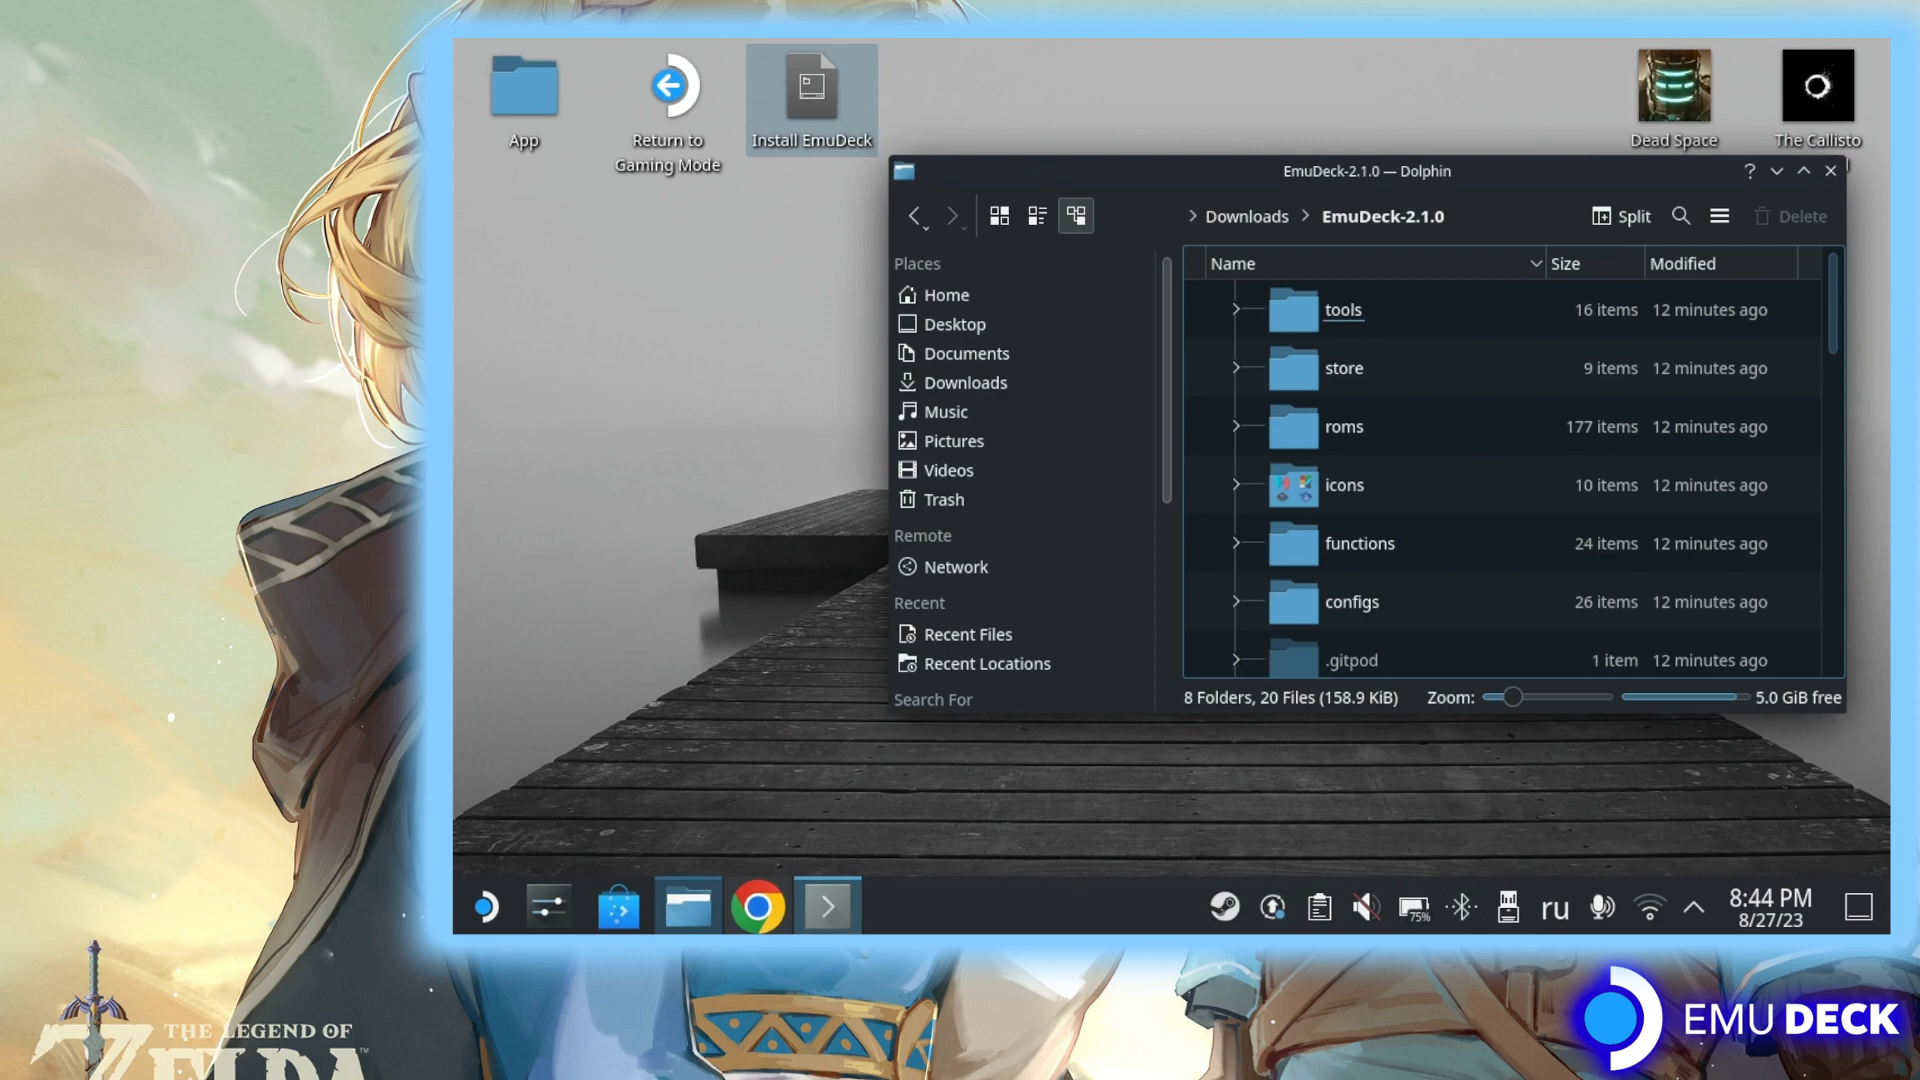 App
Return to
Gaming Mode
Install EmuDeck
Dead Space
The Callisto
EmuDeck-2.1.0 — Dolphin
Downloads
EmuDeck-2.1.0
Split
Delete
Places
Home
Desktop
Documents
Downloads
Music
Pictures
Videos
Trash
Remote
Network
Recent
Recent Files
Recent Locations
Search For
Name Size Modified
tools 16 items 12 minutes ago
store 9 items 12 minutes ago
roms 177 items 12 minutes ago
icons 10 items 12 minutes ago
functions 24 items 12 minutes ago
configs 26 items 12 minutes ago
.gitpod 1 item 12 minutes ago
8 Folders, 20 Files (158.9 KiB) Zoom: 5.0 GiB free
75%
ru
8:44 PM
8/27/23
THE LEGEND OF
ZELDA™
EMU DECK